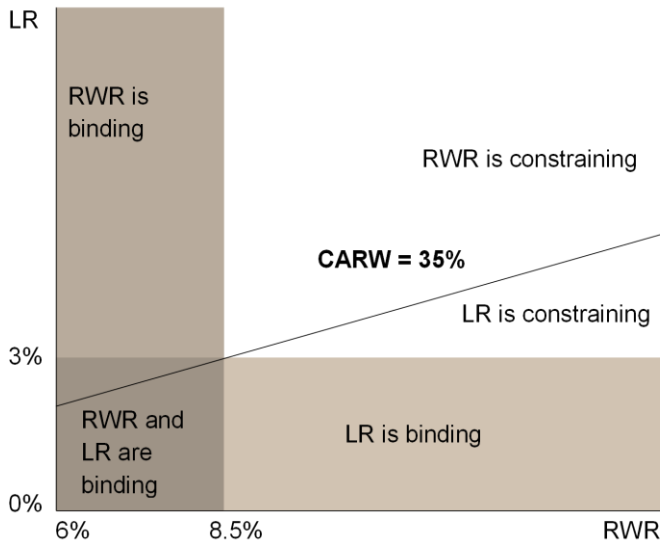 LR
RWR is
binding
RWR is constraining
CARW = 35%
LR is constraining
3%
RWR and
LR are
binding
LR is binding
0%
6%
8.5%
RWR